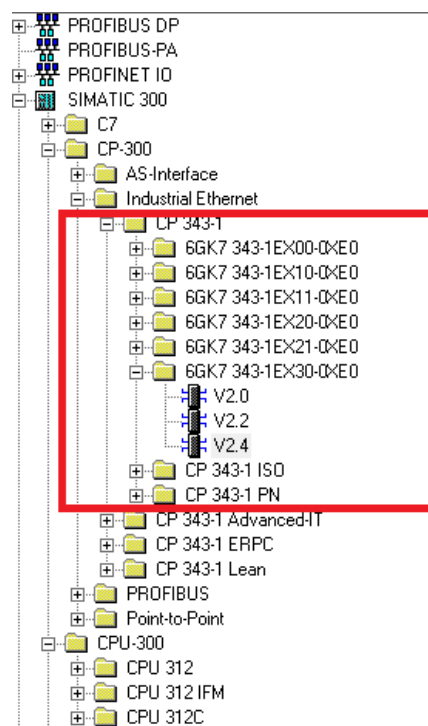 PROFIBUS DP
PROFIBUS-PA
PROFINET IO
SIMATIC 300
C7
CP-300
AS-Interface
Industrial Ethernet
CP 343-1
6GK7 343-1EX00-0XE0
6GK7 343-1EX10-0XE0
6GK7 343-1EX11-0XE0
6GK7 343-1EX20-0XE0
6GK7 343-1EX21-0XE0
6GK7 343-1EX30-0XE0
V2.0
V2.2
V2.4
CP 343-1 ISO
CP 343-1 PN
CP 343-1 Advanced-IT
CP 343-1 ERPC
CP 343-1 Lean
PROFIBUS
Point-to-Point
CPU-300
CPU 312
CPU 312 IFM
CPU 312C